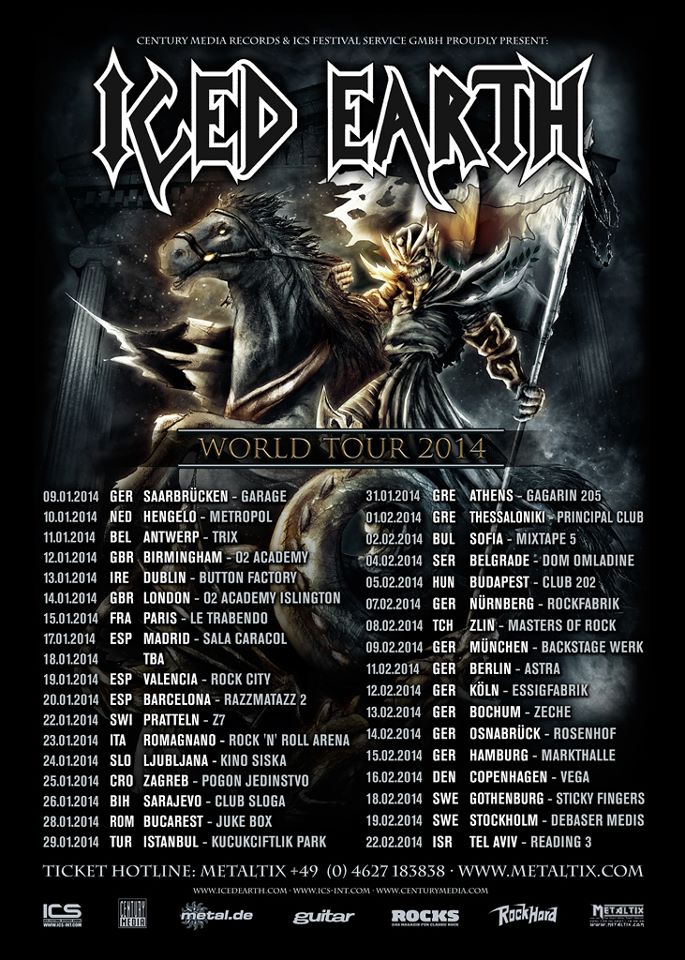 CENTURY MEDIA RECORDS & ICS FESTIVAL SERVICE GMBH PROUDLY PRESENT:
ICED EARTH
WORLD TOUR 2014
09.01.2014 GER SAARBRÜCKEN - GARAGE
10.01.2014 NED HENGELO - METROPOL
11.01.2014 BEL ANTWERP - TRIX
12.01.2014 GBR BIRMINGHAM - O2 ACADEMY
13.01.2014 IRE DUBLIN - BUTTON FACTORY
14.01.2014 GBR LONDON - O2 ACADEMY ISLINGTON
15.01.2014 FRA PARIS - LE TRABENDO
17.01.2014 ESP MADRID - SALA CARACOL
18.01.2014 TBA
19.01.2014 ESP VALENCIA - ROCK CITY
20.01.2014 ESP BARCELONA - RAZZMATAZZ 2
22.01.2014 SWI PRATTELN - Z7
23.01.2014 ITA ROMAGNANO - ROCK 'N' ROLL ARENA
24.01.2014 SLO LJUBLJANA - KINO SISKA
25.01.2014 CRO ZAGREB - POGON JEDINSTVO
26.01.2014 BIH SARAJEVO - CLUB SLOGA
28.01.2014 ROM BUCAREST - JUKE BOX
29.01.2014 TUR ISTANBUL - KUCUKCIFTLIK PARK
31.01.2014 GRE ATHENS - GAGARIN 205
01.02.2014 GRE THESSALONIKI - PRINCIPAL CLUB
02.02.2014 BUL SOFIA - MIXTAPE 5
04.02.2014 SER BELGRADE - DOM OMLADINE
05.02.2014 HUN BUDAPEST - CLUB 202
07.02.2014 GER NÜRNBERG - ROCKFABRIK
08.02.2014 TCH ZLIN - MASTERS OF ROCK
09.02.2014 GER MÜNCHEN - BACKSTAGE WERK
11.02.2014 GER BERLIN - ASTRA
12.02.2014 GER KÖLN - ESSIGFABRIK
13.02.2014 GER BOCHUM - ZECHE
14.02.2014 GER OSNABRÜCK - ROSENHOF
15.02.2014 GER HAMBURG - MARKTHALLE
16.02.2014 DEN COPENHAGEN - VEGA
18.02.2014 SWE GOTHENBURG - STICKY FINGERS
19.02.2014 SWE STOCKHOLM - DEBASER MEDIS
22.02.2014 ISR TEL AVIV - READING 3
TICKET HOTLINE: METALTIX +49 (0) 4627 183838 · WWW.METALTIX.COM
WWW.ICEDEARTH.COM · WWW.ICS-INT.COM · WWW.CENTURYMEDIA.COM
ICS
WWW.ICS-INT.COM
CENTURY MEDIA
metal.de
guitar
ROCKS
DAS MAGAZIN FÜR CLASSIC ROCK
RockHard
METALTIX
WWW.METALTIX.COM